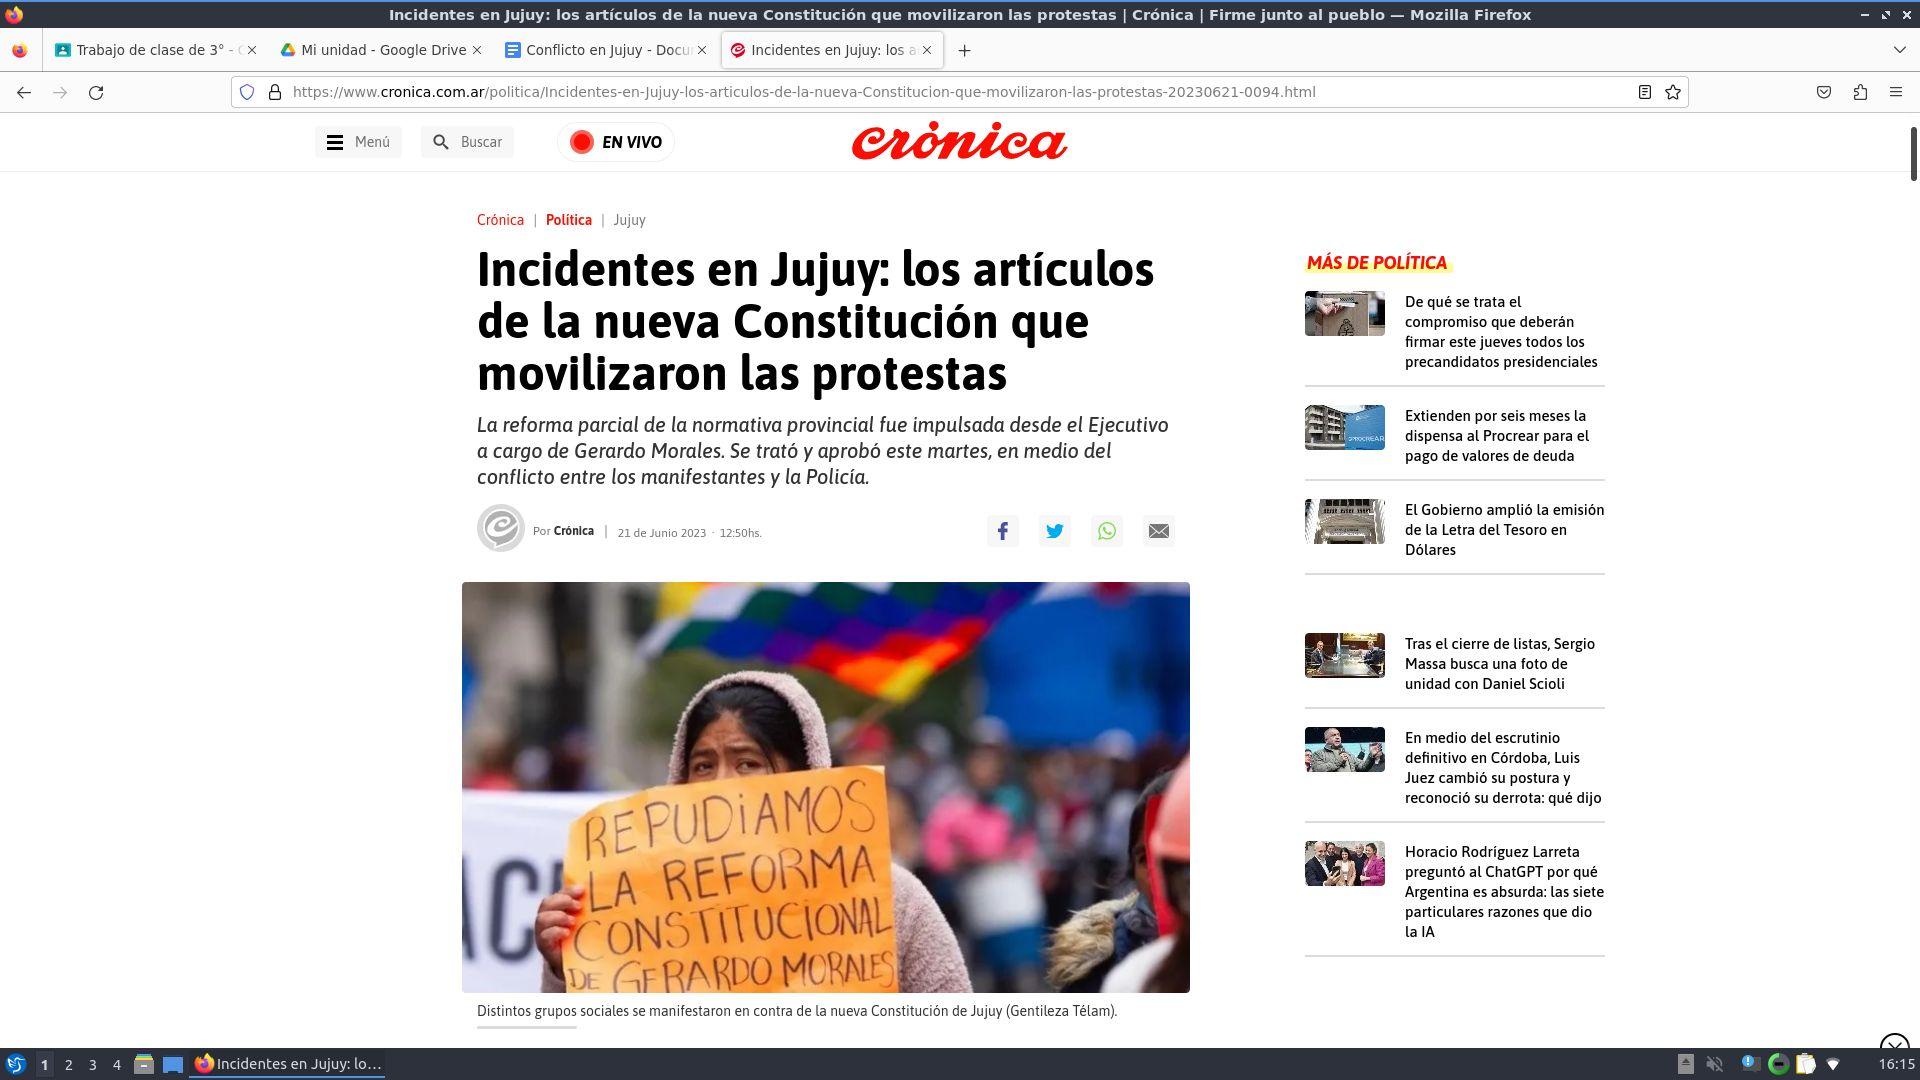 Incidentes en Jujuy: los artículos de la nueva Constitución que movilizaron las protestas | Crónica | Firme junto al pueblo — Mozilla Firefox
Trabajo de clase de 3° -
Mi unidad - Google Drive
Conflicto en Jujuy - Docu
Incidentes en Jujuy: los a
https://www.cronica.com.ar/politica/Incidentes-en-Jujuy-los-articulos-de-la-nueva-Constitucion-que-movilizaron-las-protestas-20230621-0094.html
Menú
Buscar
EN VIVO
crónica
Crónica | Política | Jujuy
Incidentes en Jujuy: los artículos
de la nueva Constitución que
movilizaron las protestas
La reforma parcial de la normativa provincial fue impulsada desde el Ejecutivo
a cargo de Gerardo Morales. Se trató y aprobó este martes, en medio del
conflicto entre los manifestantes y la Policía.
Por Crónica | 21 de Junio 2023 · 12:50hs.
REPUDiAMOS
LA REFORMA
CONSTITUCIONAL
DE GERARDO MORALES
Distintos grupos sociales se manifestaron en contra de la nueva Constitución de Jujuy (Gentileza Télam).
MÁS DE POLÍTICA
De qué se trata el
compromiso que deberán
firmar este jueves todos los
precandidatos presidenciales
Extienden por seis meses la
dispensa al Procrear para el
pago de valores de deuda
El Gobierno amplió la emisión
de la Letra del Tesoro en
Dólares
Tras el cierre de listas, Sergio
Massa busca una foto de
unidad con Daniel Scioli
En medio del escrutinio
definitivo en Córdoba, Luis
Juez cambió su postura y
reconoció su derrota: qué dijo
Horacio Rodríguez Larreta
preguntó al ChatGPT por qué
Argentina es absurda: las siete
particulares razones que dio
la IA
1 2 3 4
Incidentes en Jujuy: lo...
16:15